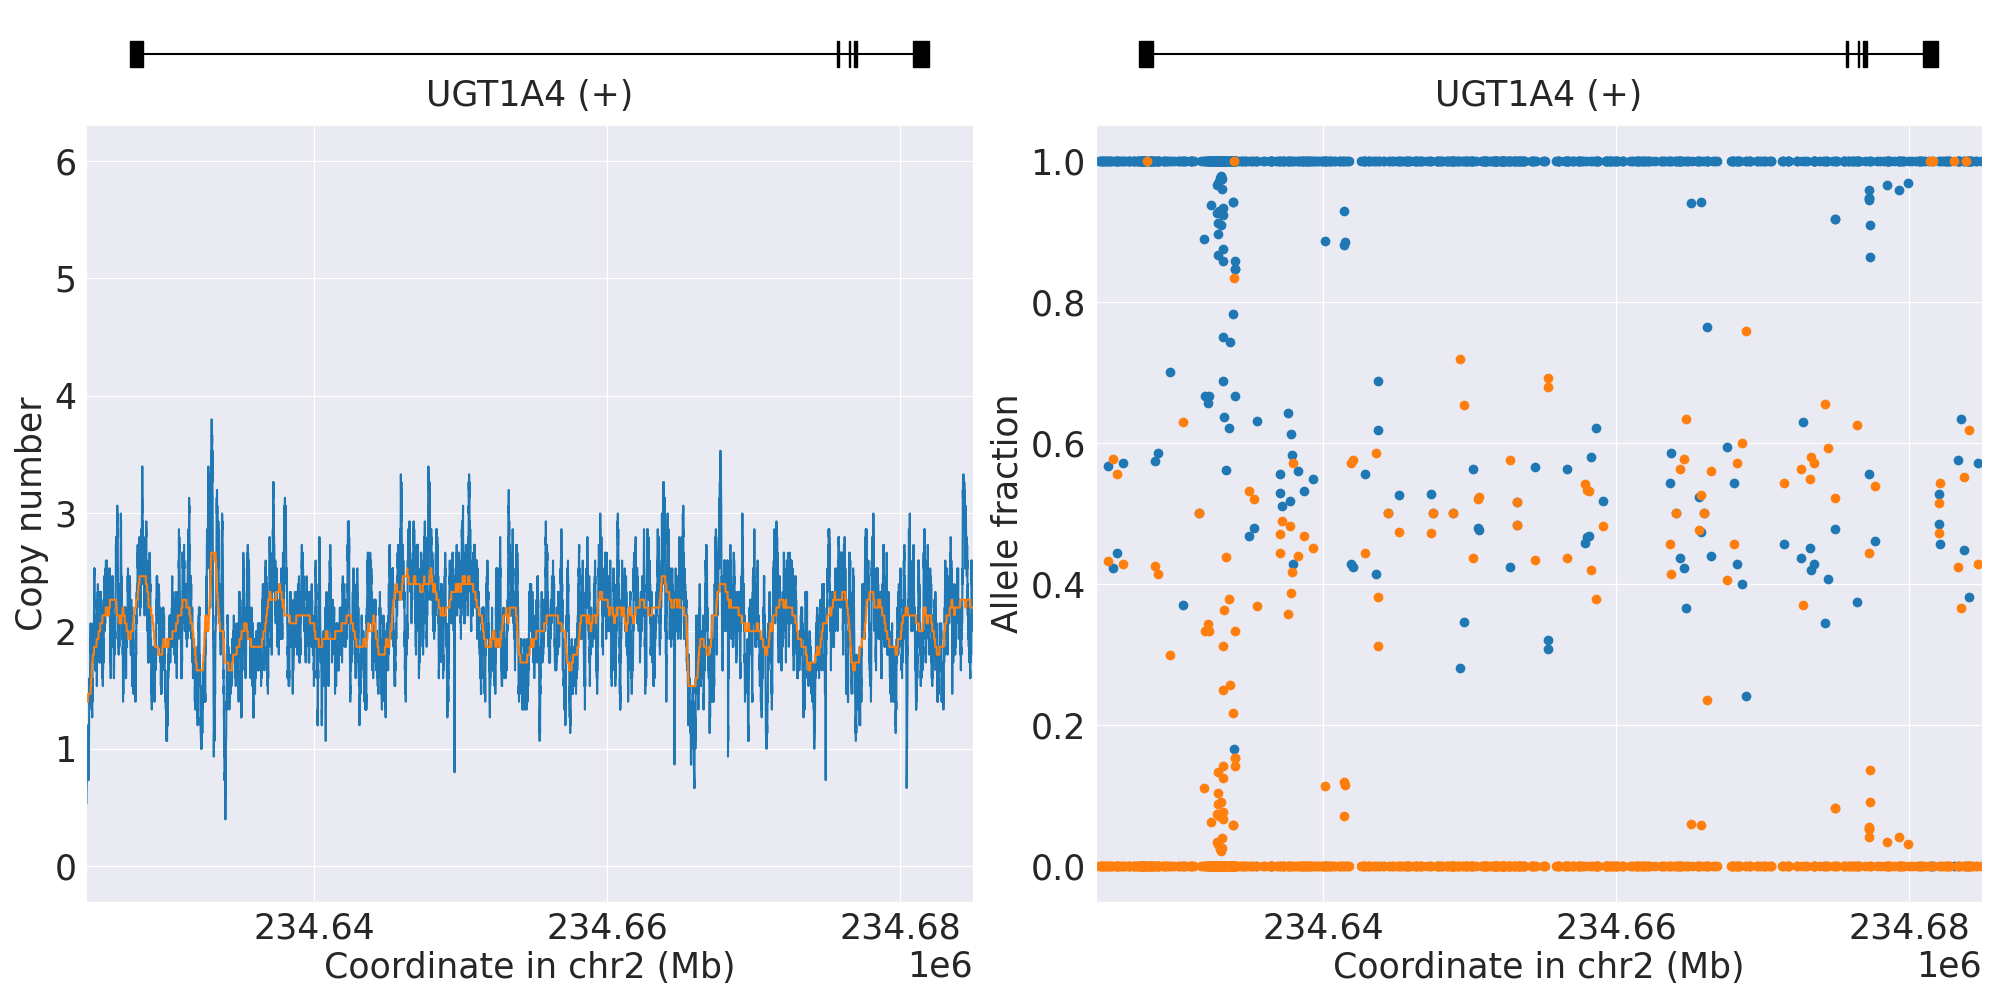 UGT1A4 (+)
6
5
4
3
2
1
0
Copy number
234.64
234.66
234.68
Coordinate in chr2 (Mb)
1e6
UGT1A4 (+)
1.0
0.8
0.6
0.4
0.2
0.0
Allele fraction
234.64
234.66
234.68
Coordinate in chr2 (Mb)
1e6